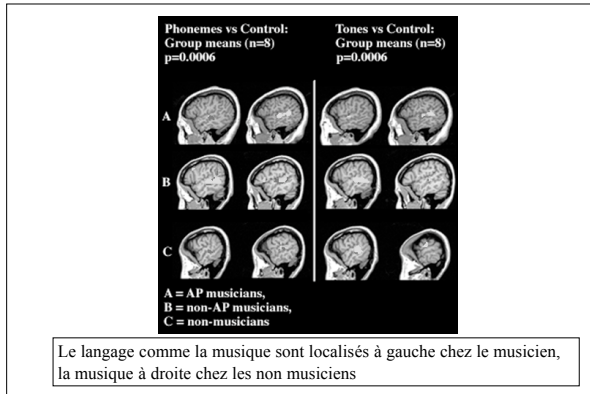 Phonemes vs Control:
Group means (n=8)
p=0.0006
Tones vs Control:
Group means (n=8)
p=0.0006
A
B
C
A = AP musicians,
B = non-AP musicians,
C = non-musicians
Le langage comme la musique sont localisés à gauche chez le musicien,
la musique à droite chez les non musiciens